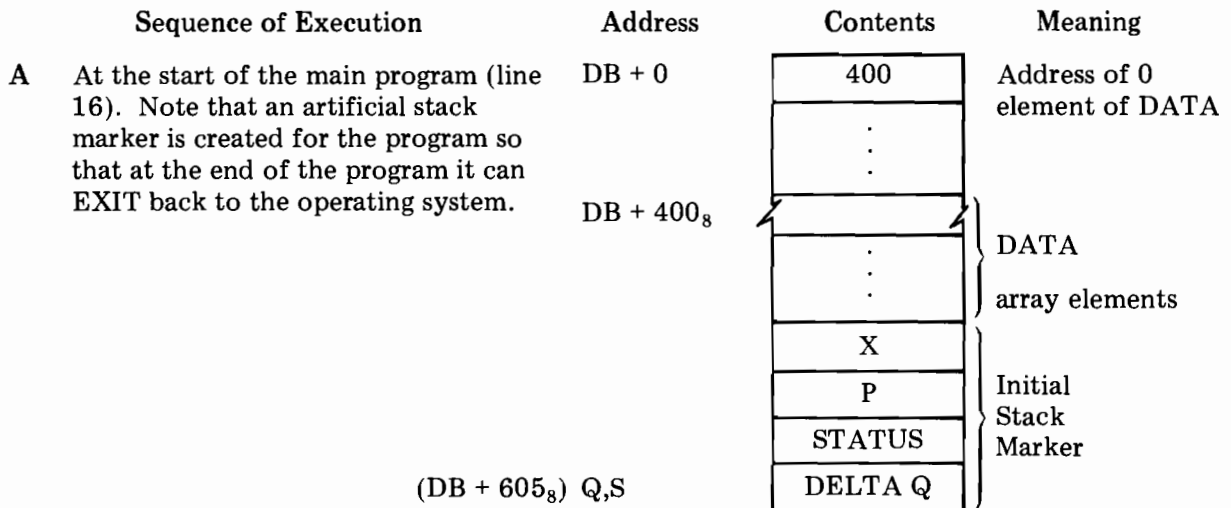 Sequence of Execution Address Contents Meaning
A At the start of the main program (line DB + 0 400 Address of 0
16). Note that an artificial stack element of DATA
marker is created for the program so
that at the end of the program it can
EXIT back to the operating system.
DB + 400₈
DATA
array elements
X
P Initial
Stack
STATUS Marker
(DB + 605₈) Q,S DELTA Q